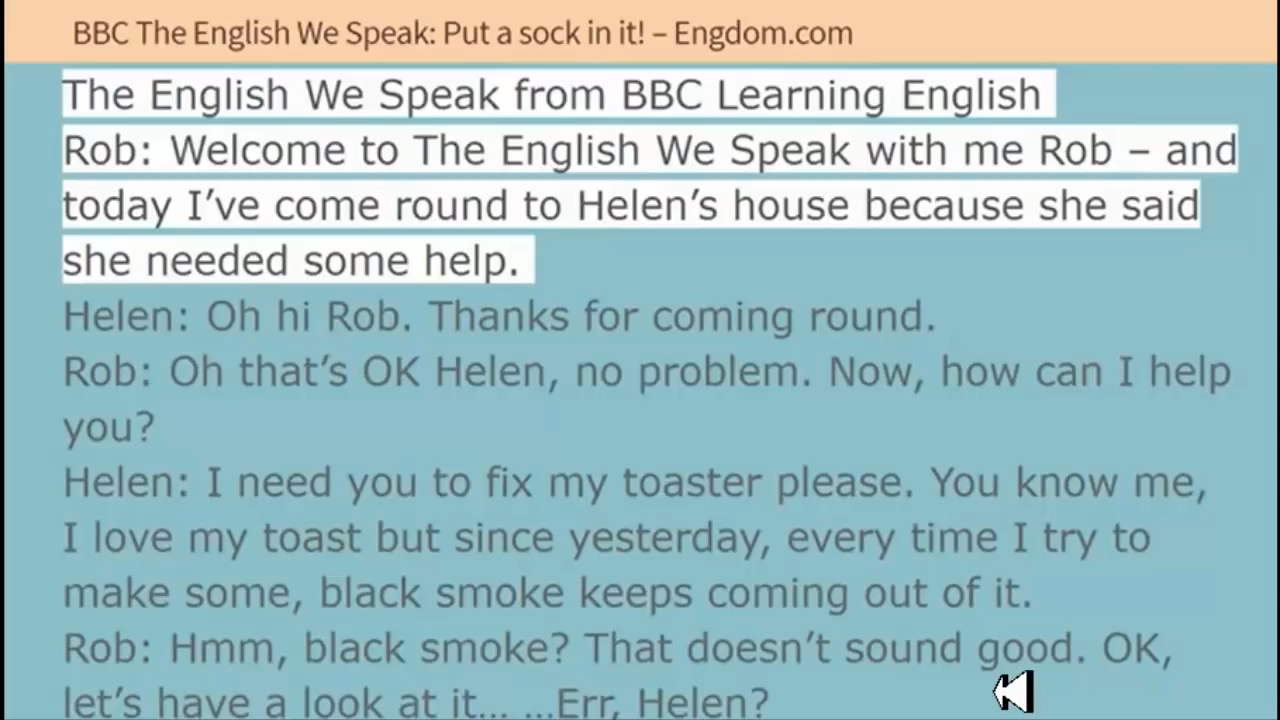 BBC The English We Speak: Put a sock in it! – Engdom.com
The English We Speak from BBC Learning English
Rob: Welcome to The English We Speak with me Rob – and
today I’ve come round to Helen’s house because she said
she needed some help.
Helen: Oh hi Rob. Thanks for coming round.
Rob: Oh that’s OK Helen, no problem. Now, how can I help
you?
Helen: I need you to fix my toaster please. You know me,
I love my toast but since yesterday, every time I try to
make some, black smoke keeps coming out of it.
Rob: Hmm, black smoke? That doesn’t sound good. OK,
let’s have a look at it... ...Err, Helen?